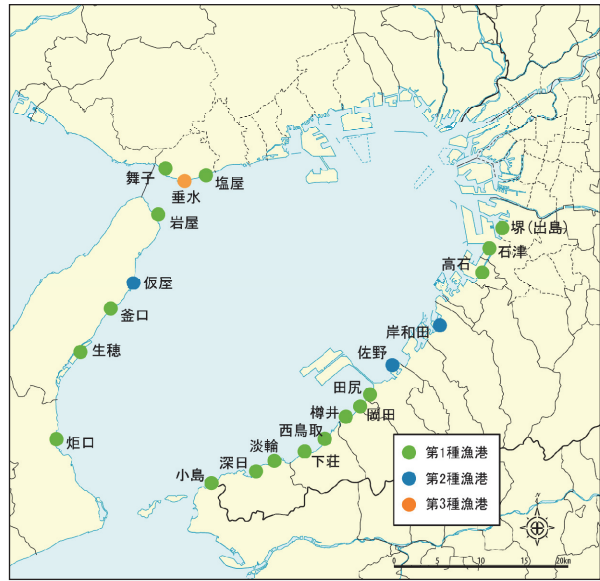 舞子
垂水
塩屋
岩屋
堺(出島)
石津
高石
仮屋
釜口
岸和田
生穂
佐野
田尻
岡田
樽井
西鳥取
炬口
下荘
淡輪
深日
小島
第1種漁港
第2種漁港
第3種漁港
N
0 5 10 20km